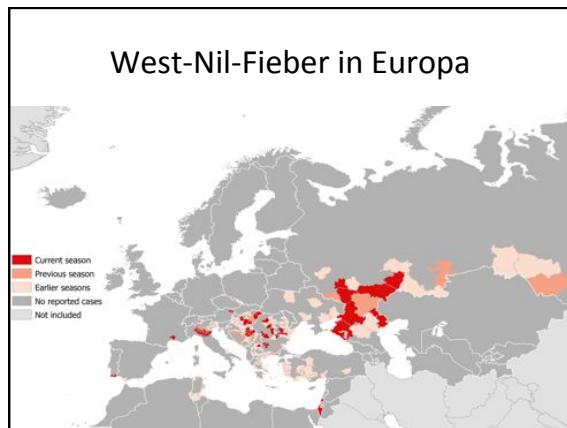 West-Nil-Fieber in Europa
Current season
Previous season
Earlier seasons
No reported cases
Not included